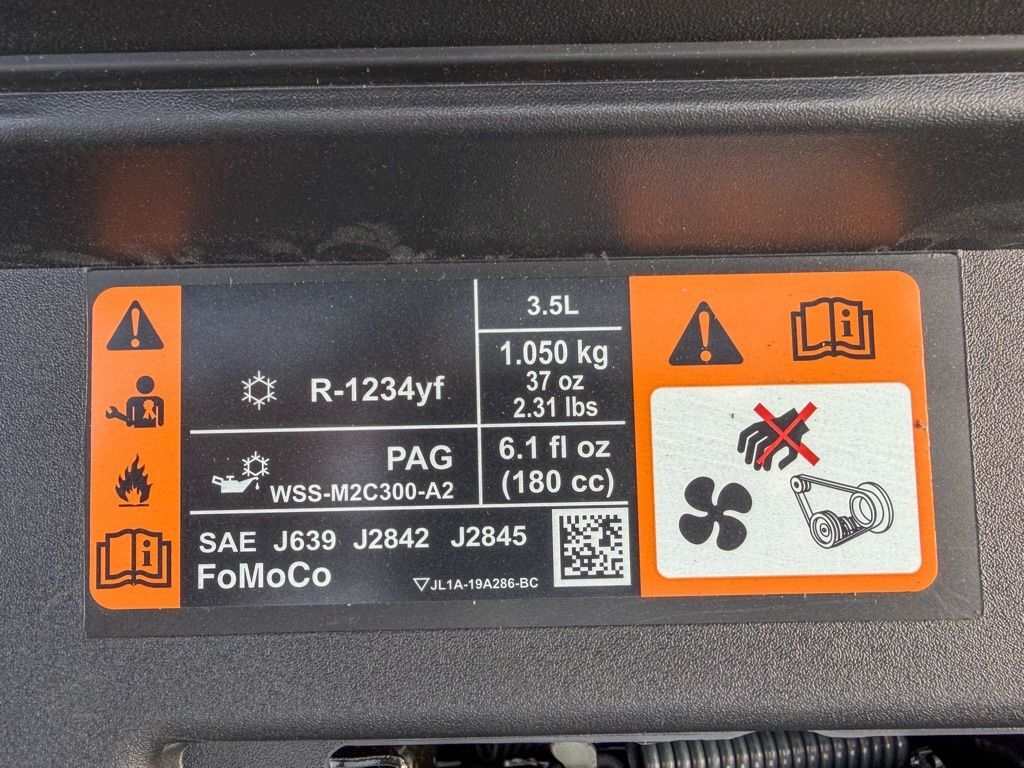 3.5L
R-1234yf
1.050 kg
37 oz
2.31 lbs
PAG
WSS-M2C300-A2
6.1 fl oz
(180 cc)
SAE J639 J2842 J2845
FoMoCo
JL1A-19A286-BC